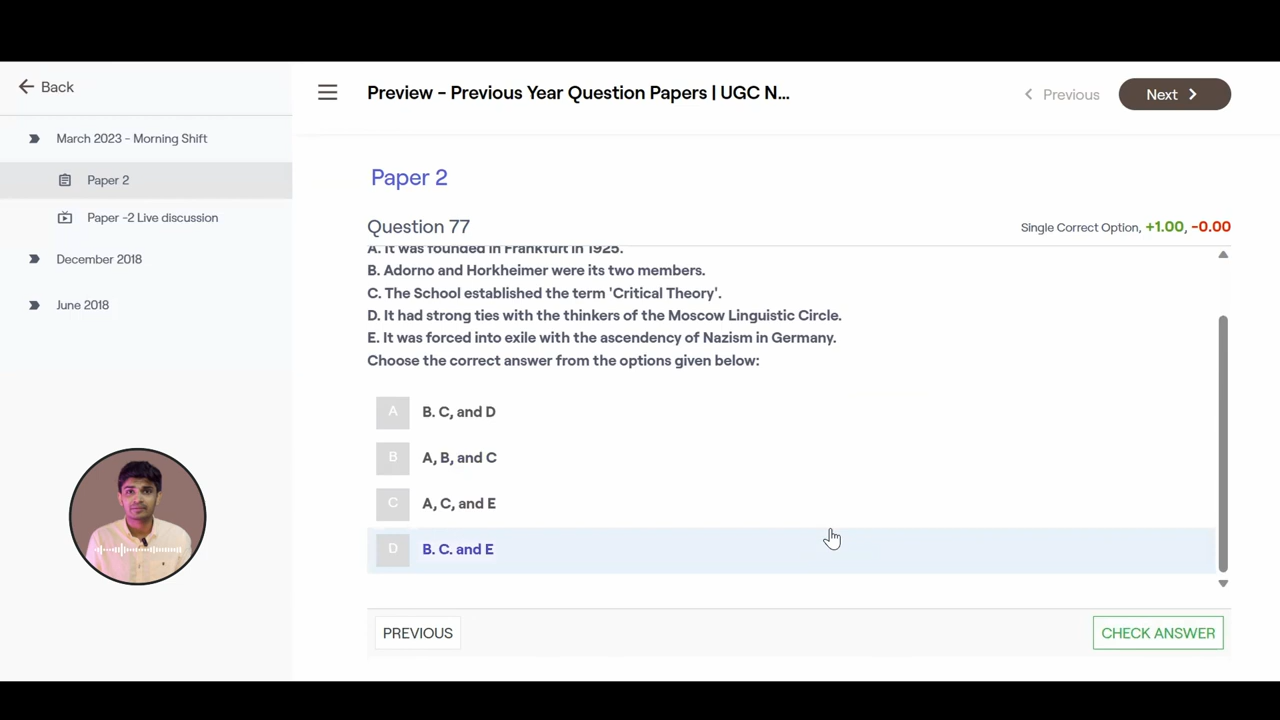 Back
Preview - Previous Year Question Papers | UGC N...
Previous
Next
March 2023 - Morning Shift
Paper 2
Paper -2 Live discussion
December 2018
June 2018
Paper 2
Question 77
Single Correct Option, +1.00, -0.00
A. It was founded in Frankfurt in 1925.
B. Adorno and Horkheimer were its two members.
C. The School established the term 'Critical Theory'.
D. It had strong ties with the thinkers of the Moscow Linguistic Circle.
E. It was forced into exile with the ascendency of Nazism in Germany.
Choose the correct answer from the options given below:
A B. C, and D
B A, B, and C
C A, C, and E
D B. C. and E
PREVIOUS
CHECK ANSWER